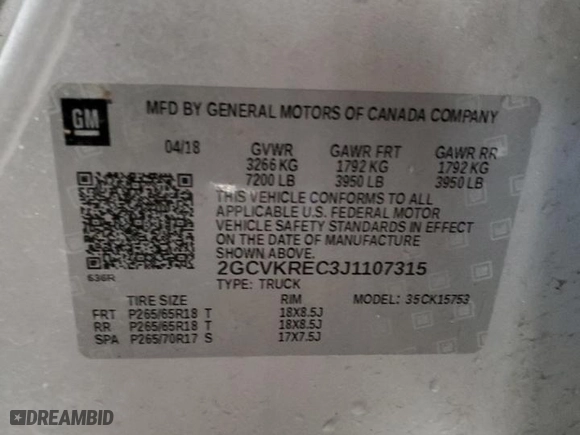 GM
MFD BY GENERAL MOTORS OF CANADA COMPANY
04/18 GVWR GAWR FRT GAWR RR
3266 KG 1792 KG 1792 KG
7200 LB 3950 LB 3950 LB
THIS VEHICLE CONFORMS TO ALL
APPLICABLE U.S. FEDERAL MOTOR
VEHICLE SAFETY STANDARDS IN EFFECT
ON THE DATE OF MANUFACTURE
SHOWN ABOVE.
636R
2GCVKREC3J1107315
TYPE: TRUCK MODEL: 35CK15753
TIRE SIZE RIM
FRT P265/65R18 T 18X8.5J
RR P265/65R18 T 18X8.5J
SPA P265/70R17 S 17X7.5J
DREAMBID